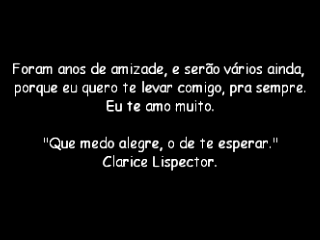 Foram anos de amizade, e serão vários ainda,
porque eu quero te levar comigo, pra sempre.
Eu te amo muito.
"Que medo alegre, o de te esperar."
Clarice Lispector.